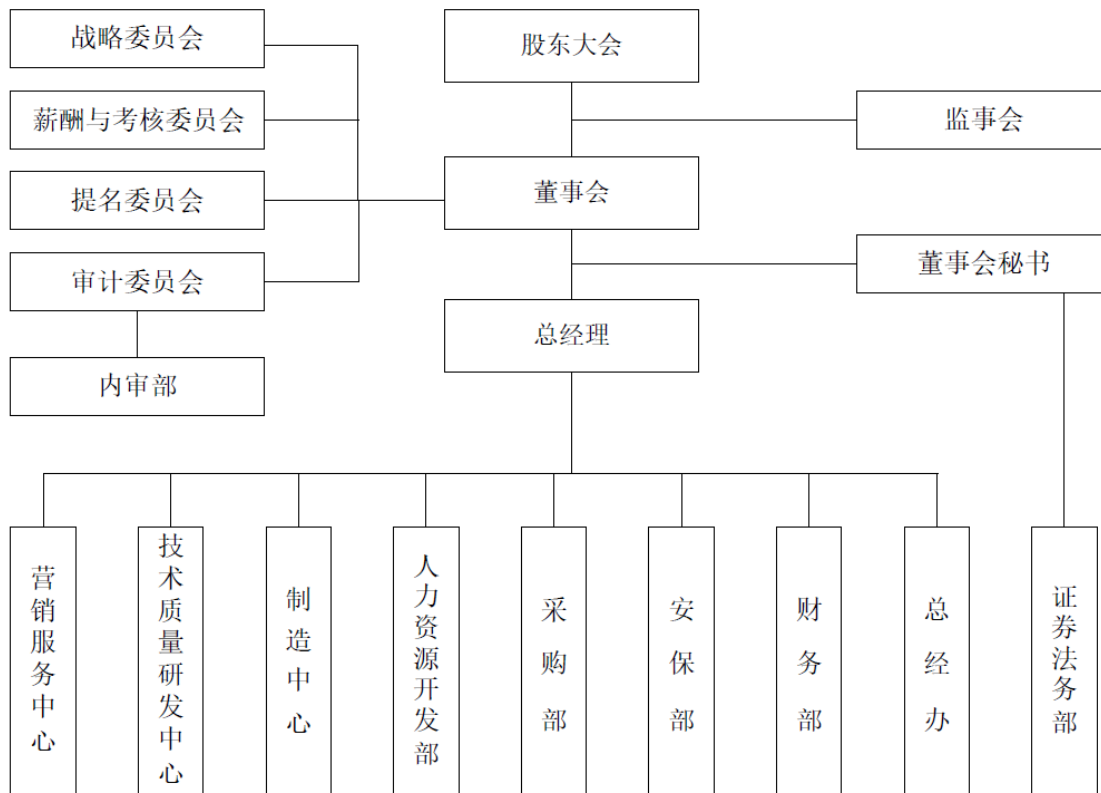 战略委员会
股东大会
薪酬与考核委员会
监事会
提名委员会
董事会
审计委员会
董事会秘书
总经理
内审部
营销服务中心
技术质量研发中心
制造中心
人力资源开发部
采购部
安保部
财务部
总经办
证券法务部